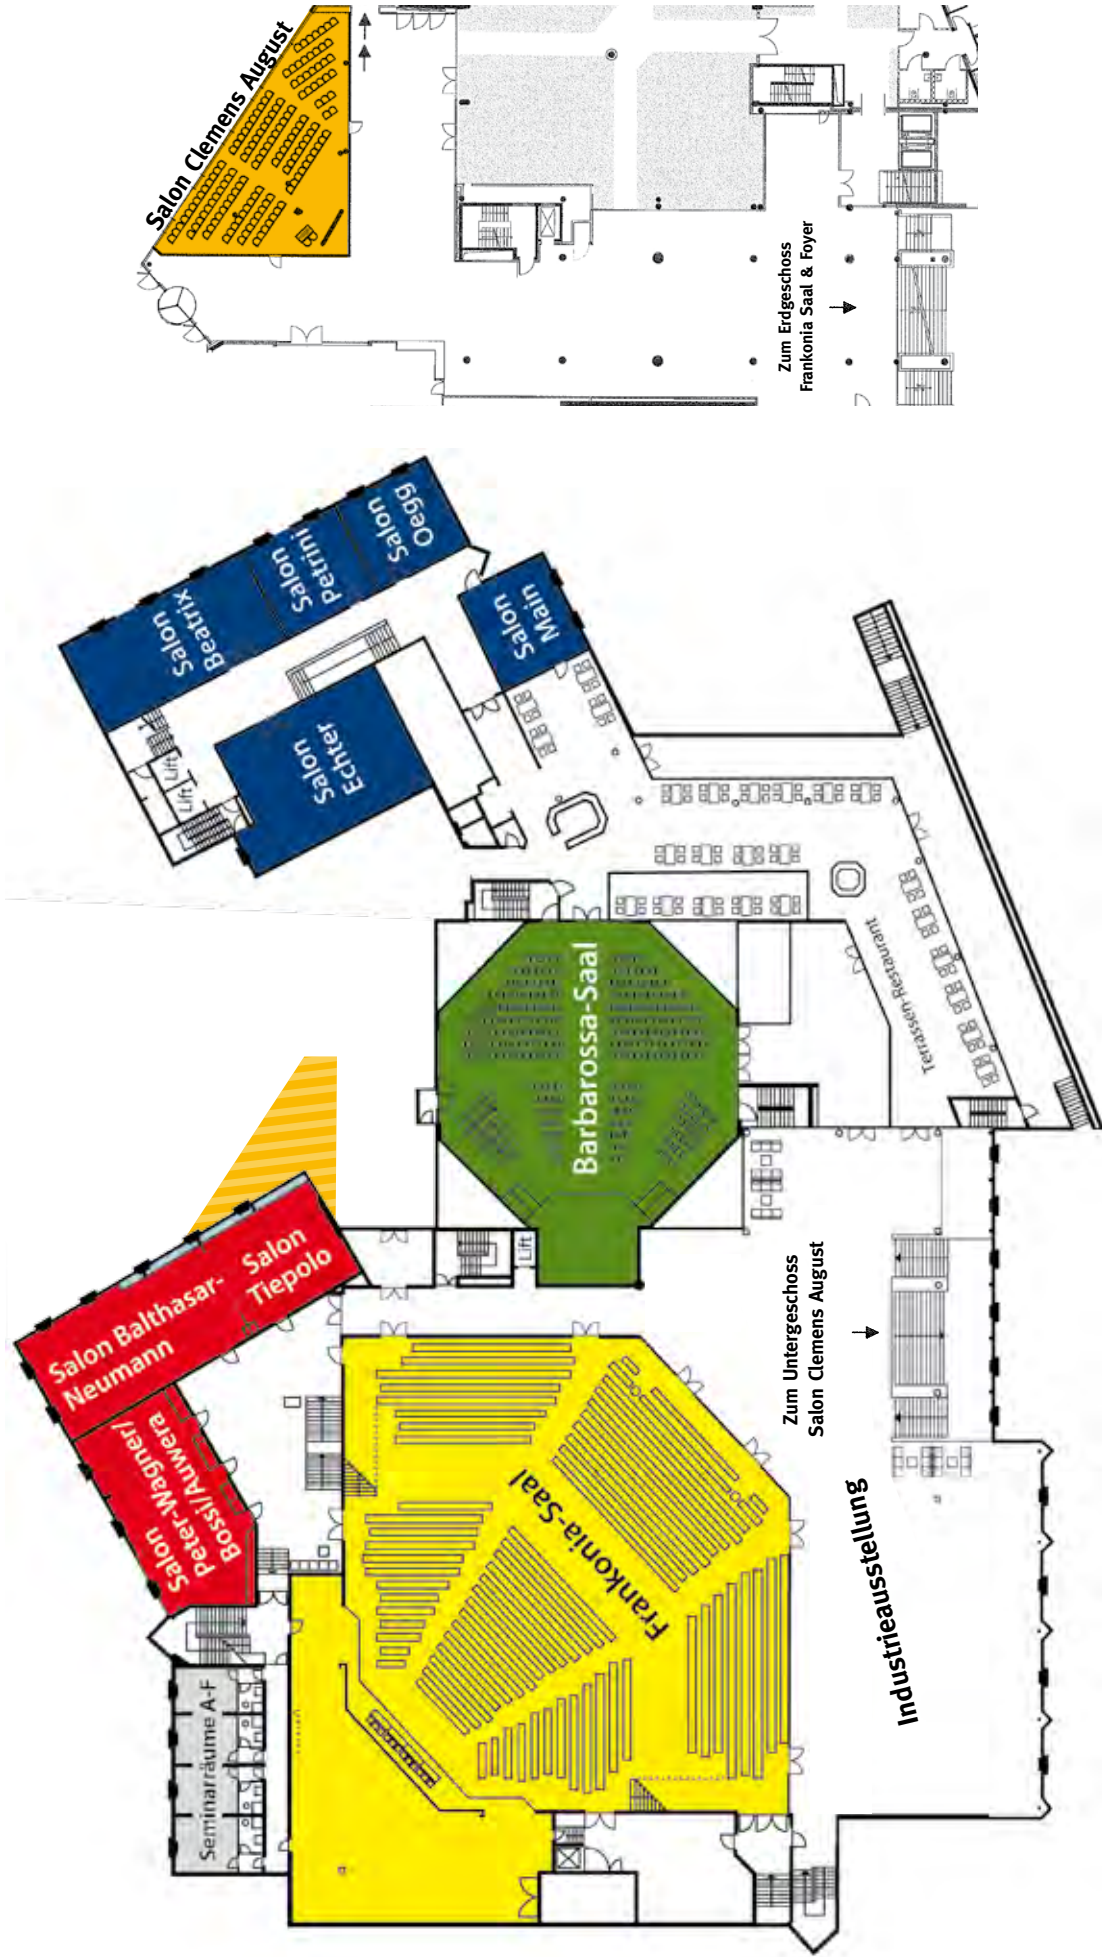 Salon Clemens August
Zum Erdgeschoss
Frankonia Saal & Foyer
Salon
Oegg
Salon
Petrini
Salon
Beatrix
Salon
Main
Salon
Echter
Lift
Lift
Barbarossa-Saal
Terrassen-Restaurant
Lift
Salon
Tiepolo
Salon Balthasar-
Neumann
Salon
Peter-Wagner/
Bossi/Auwera
Zum Untergeschoss
Salon Clemens August
Frankonia-Saal
Industrieausstellung
Seminarräume A-F